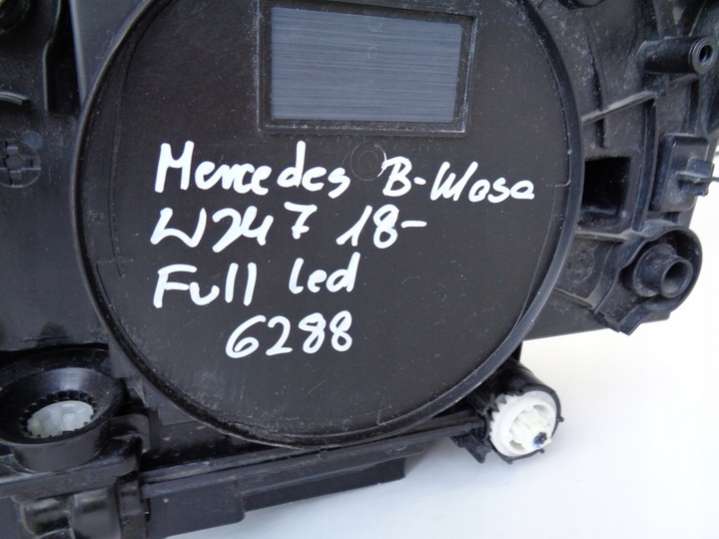 Mercedes B-Klasa
W247 18-
Full led
6288